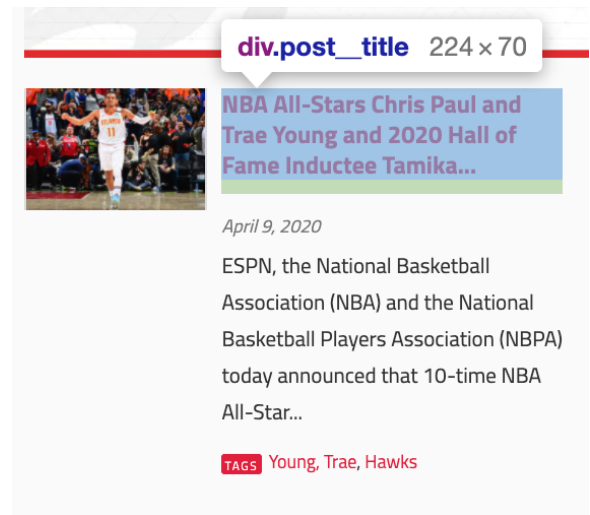 div.post__title 224 × 70
NBA All-Stars Chris Paul and
Trae Young and 2020 Hall of
Fame Inductee Tamika...
ATLANTA
11
April 9, 2020
ESPN, the National Basketball
Association (NBA) and the National
Basketball Players Association (NBPA)
today announced that 10-time NBA
All-Star...
TAGS Young, Trae, Hawks